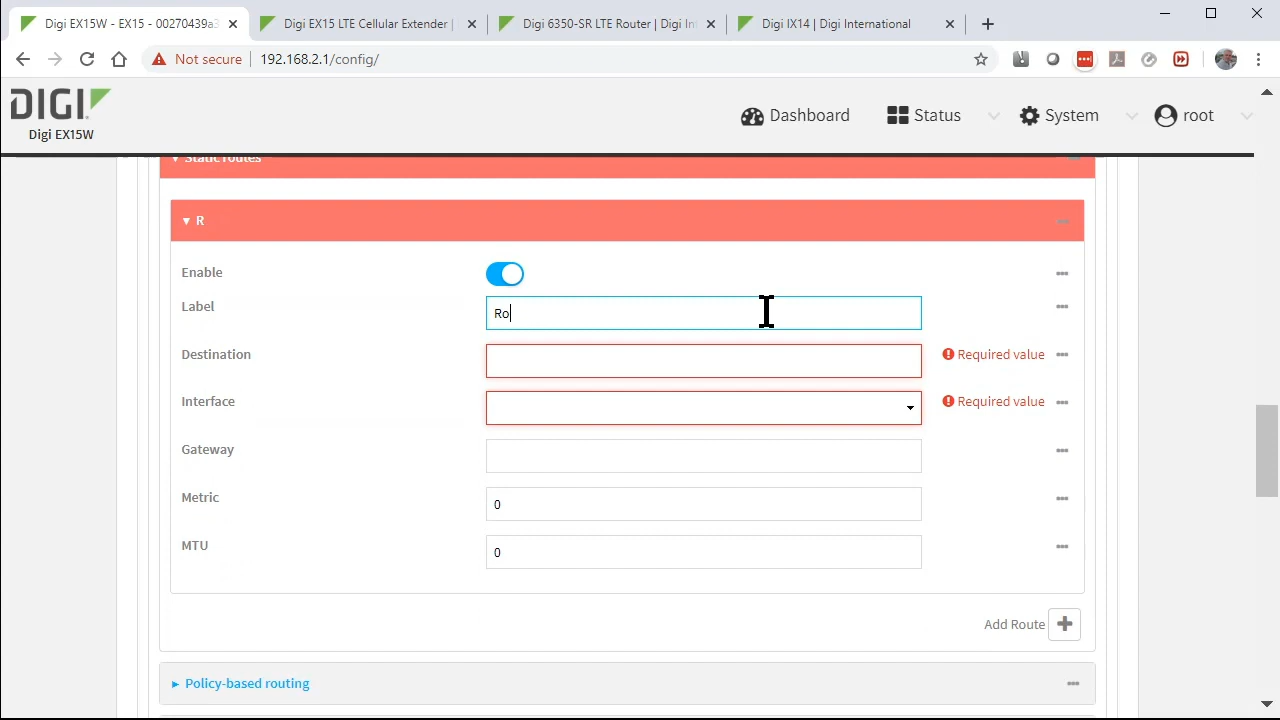 Digi EX15W - EX15 - 00270439a3
Digi EX15 LTE Cellular Extender |
Digi 6350-SR LTE Router | Digi In
Digi IX14 | Digi International
Not secure
192.168.2.1/config/
DIGI
Digi EX15W
Dashboard
Status
System
root
Static routes
R
Enable
Label
Ro
Destination
Required value
Interface
Required value
Gateway
Metric
0
MTU
0
Add Route
Policy-based routing